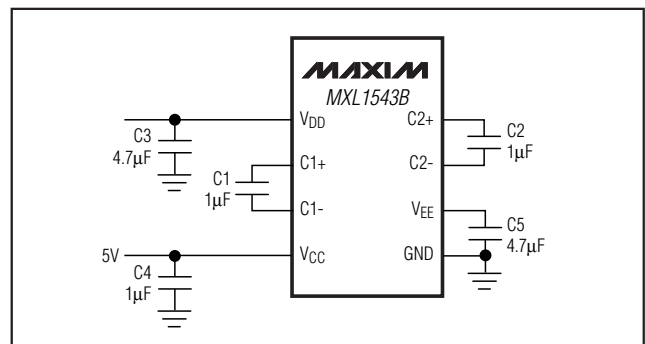 MAXIM
MXL1543B
VDD
C2+
C3
4.7µF
C2
1µF
C1+
C2-
C1
1µF
C1-
VEE
C5
4.7µF
5V
VCC
GND
C4
1µF